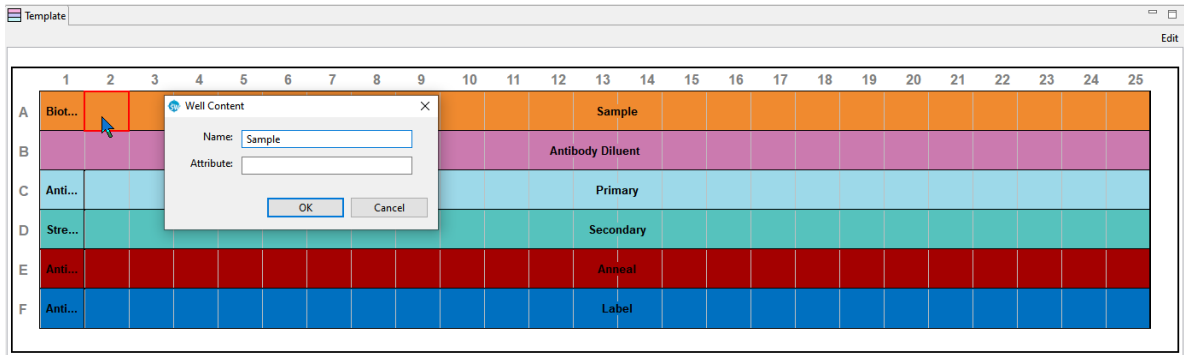 Template
Edit
1 2 3 4 5 6 7 8 9 10 11 12 13 14 15 16 17 18 19 20 21 22 23 24 25
A Biot... Sample
B Antibody Diluent
C Anti... Primary
D Stre... Secondary
E Anti... Anneal
F Anti... Label
SW Well Content
Name: Sample
Attribute:
OK Cancel